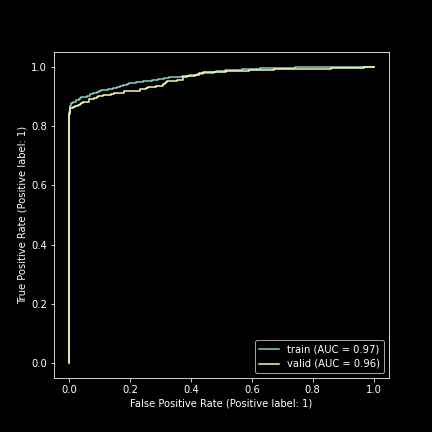 1.0
0.8
0.6
0.4
0.2
0.0
True Positive Rate (Positive label: 1)
train (AUC = 0.97)
valid (AUC = 0.96)
0.0 0.2 0.4 0.6 0.8 1.0
False Positive Rate (Positive label: 1)